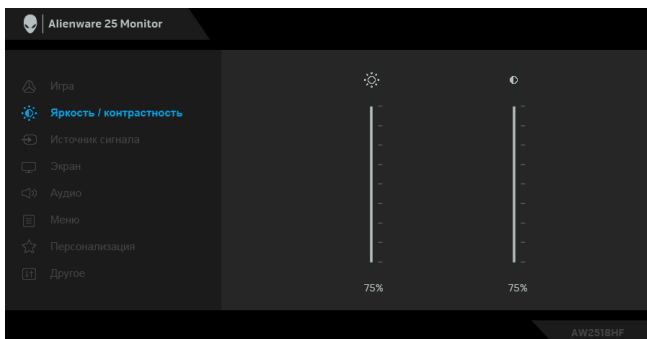 Alienware 25 Monitor
Игра
Яркость / контрастность
Источник сигнала
Экран
Аудио
Меню
Персонализация
Другое
75% 75%
AW2518HF